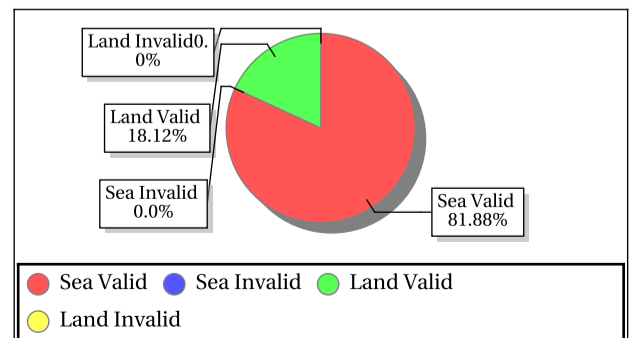 Land Invalid0.
0%
Land Valid
18.12%
Sea Invalid
0.0%
Sea Valid
81.88%
Sea Valid Sea Invalid Land Valid
Land Invalid